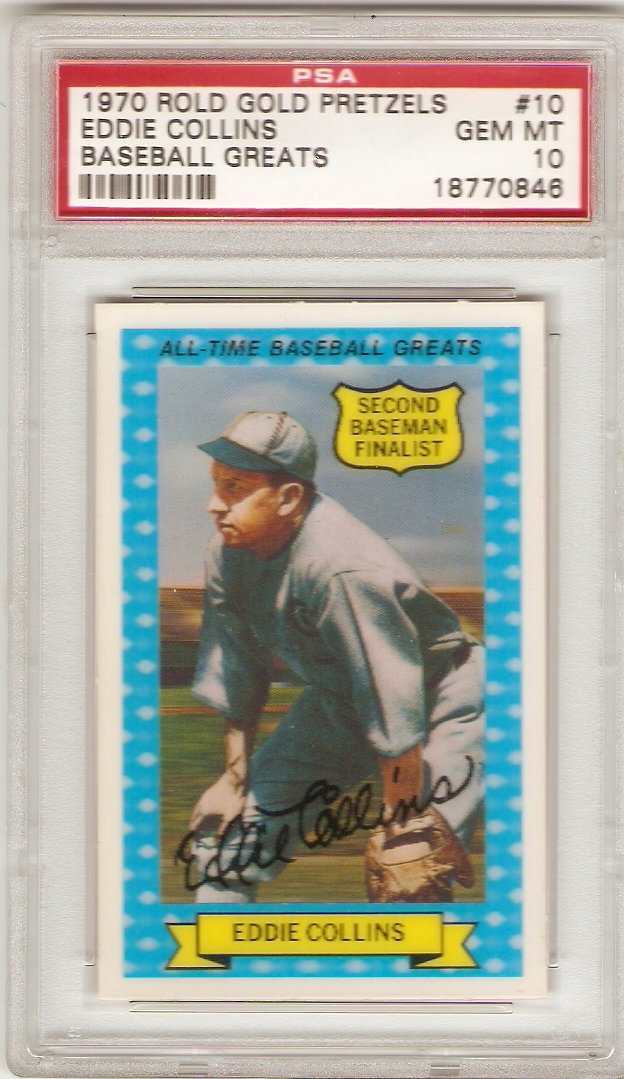 PSA
1970 ROLD GOLD PRETZELS #10
EDDIE COLLINS GEM MT
BASEBALL GREATS 10
18770846
ALL-TIME BASEBALL GREATS
SECOND
BASEMAN
FINALIST
Eddie Collins
EDDIE COLLINS